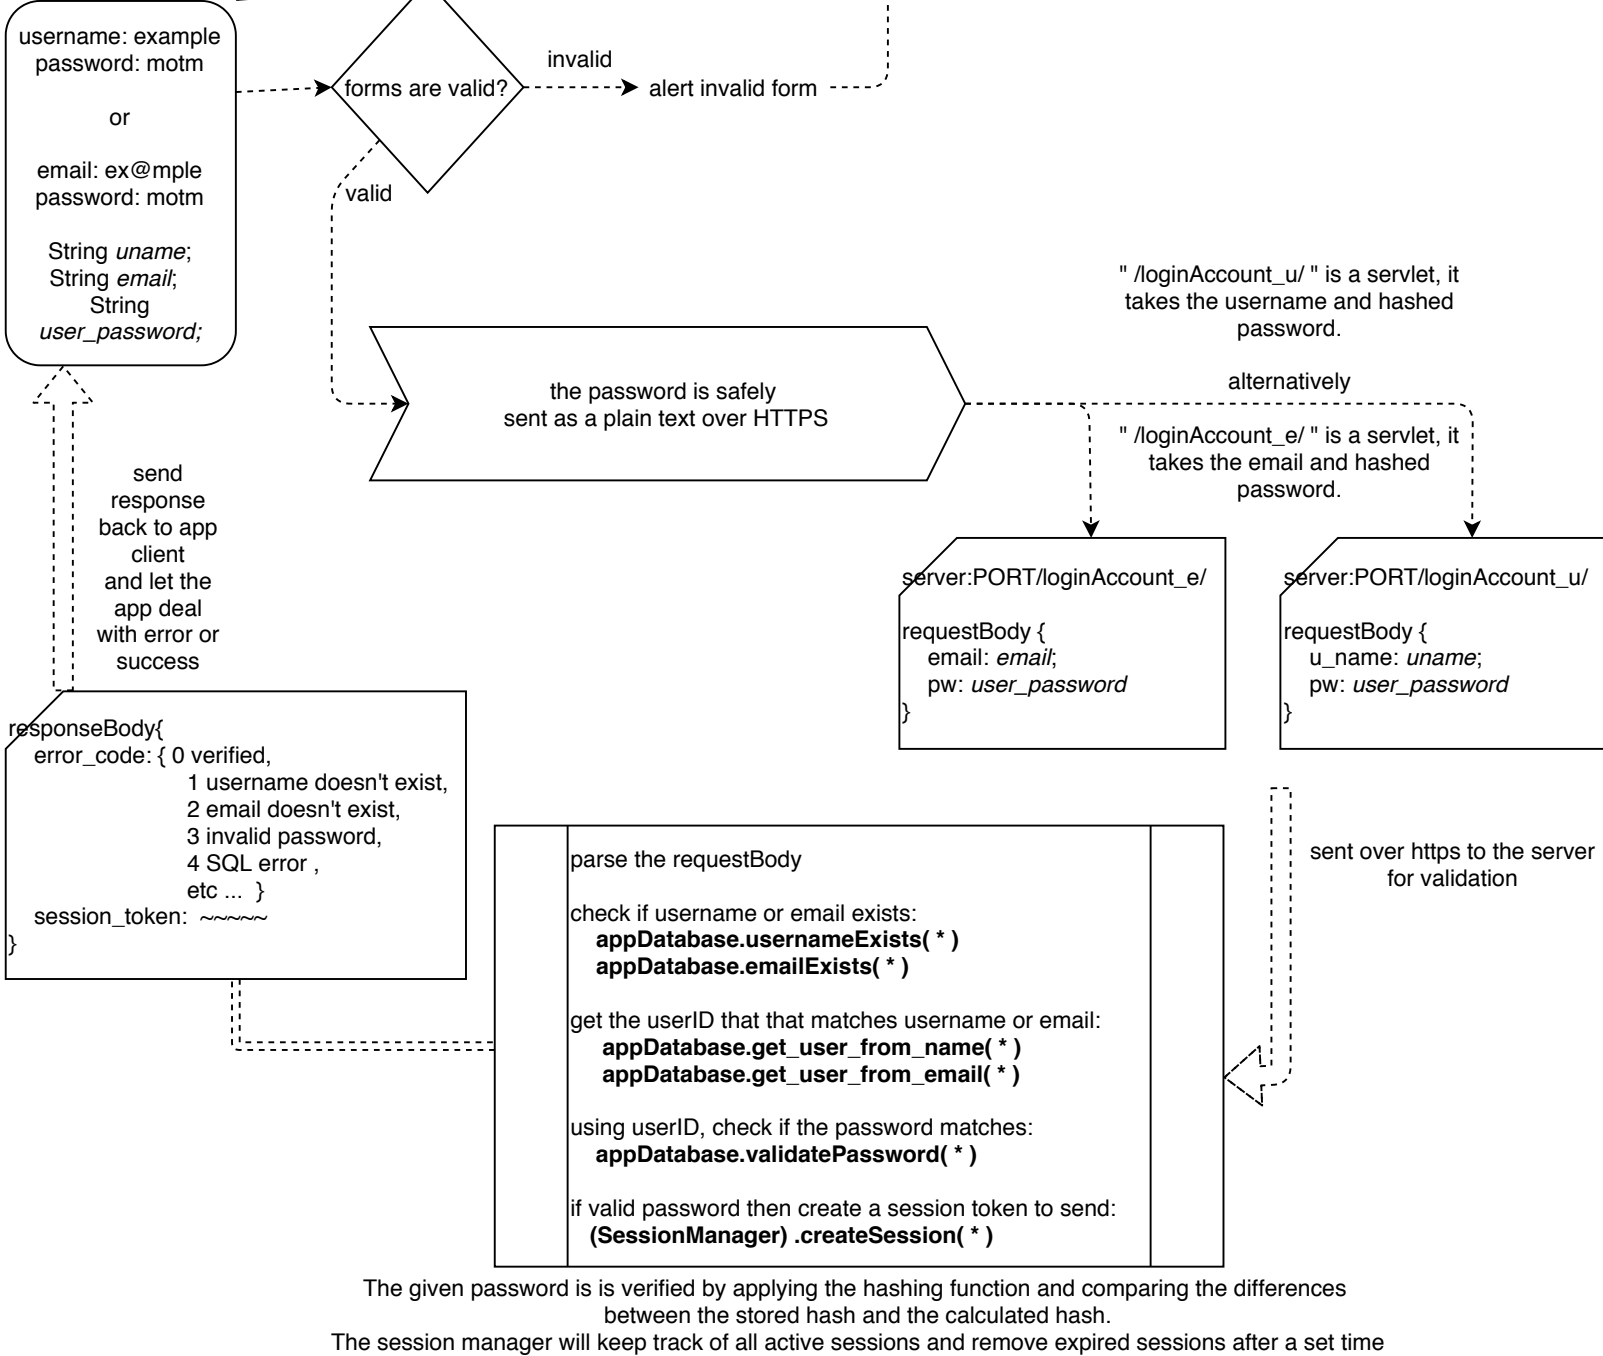 username: example
password: motm
or
email: ex@mple
password: motm
String uname;
String email;
String
user_password;
forms are valid?
invalid
alert invalid form
valid
the password is safely
sent as a plain text over HTTPS
" /loginAccount_u/ " is a servlet, it
takes the username and hashed
password.
alternatively
" /loginAccount_e/ " is a servlet, it
takes the email and hashed
password.
server:PORT/loginAccount_e/
requestBody {
email: email;
pw: user_password
}
server:PORT/loginAccount_u/
requestBody {
u_name: uname;
pw: user_password
}
sent over https to the server
for validation
parse the requestBody
check if username or email exists:
appDatabase.usernameExists( * )
appDatabase.emailExists( * )
get the userID that that matches username or email:
appDatabase.get_user_from_name( * )
appDatabase.get_user_from_email( * )
using userID, check if the password matches:
appDatabase.validatePassword( * )
if valid password then create a session token to send:
(SessionManager) .createSession( * )
The given password is is verified by applying the hashing function and comparing the differences
between the stored hash and the calculated hash.
The session manager will keep track of all active sessions and remove expired sessions after a set time
responseBody{
error_code: { 0 verified,
1 username doesn't exist,
2 email doesn't exist,
3 invalid password,
4 SQL error ,
etc ... }
session_token: ~~~~~
}
send
response
back to app
client
and let the
app deal
with error or
success